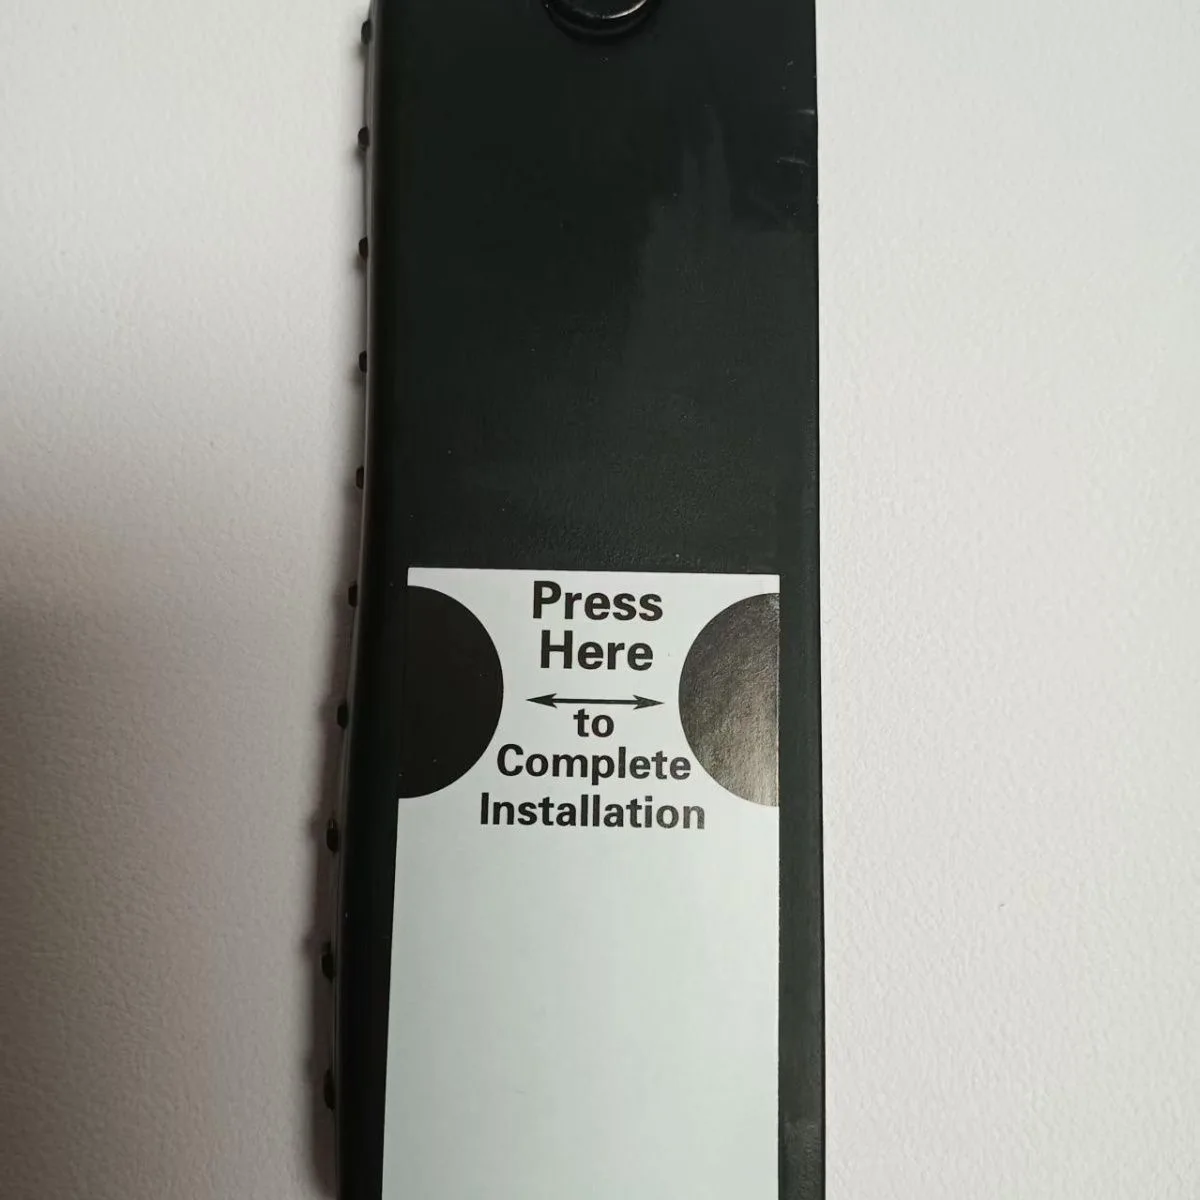 Press
Here
to
Complete
Installation